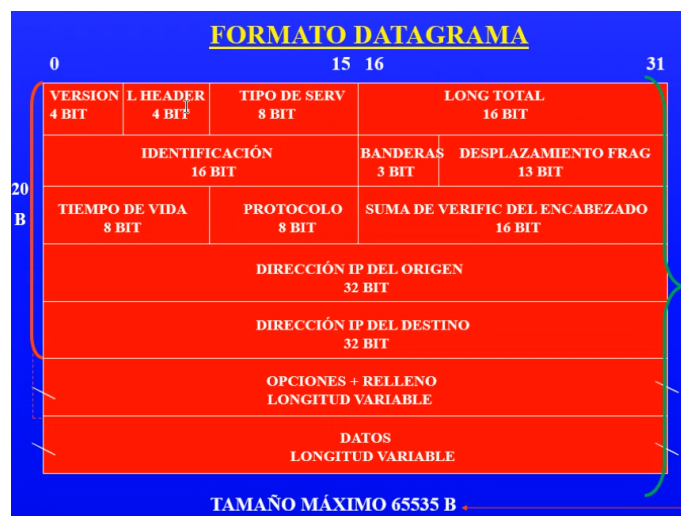 FORMATO DATAGRAMA
0 15 16 31
VERSION L HEADER TIPO DE SERV LONG TOTAL
4 BIT 4 BIT 8 BIT 16 BIT
IDENTIFICACIÓN BANDERAS DESPLAZAMIENTO FRAG
16 BIT 3 BIT 13 BIT
20
B
TIEMPO DE VIDA PROTOCOLO SUMA DE VERIFIC DEL ENCABEZADO
8 BIT 8 BIT 16 BIT
DIRECCIÓN IP DEL ORIGEN
32 BIT
DIRECCIÓN IP DEL DESTINO
32 BIT
OPCIONES + RELLENO
LONGITUD VARIABLE
DATOS
LONGITUD VARIABLE
TAMAÑO MÁXIMO 65535 B